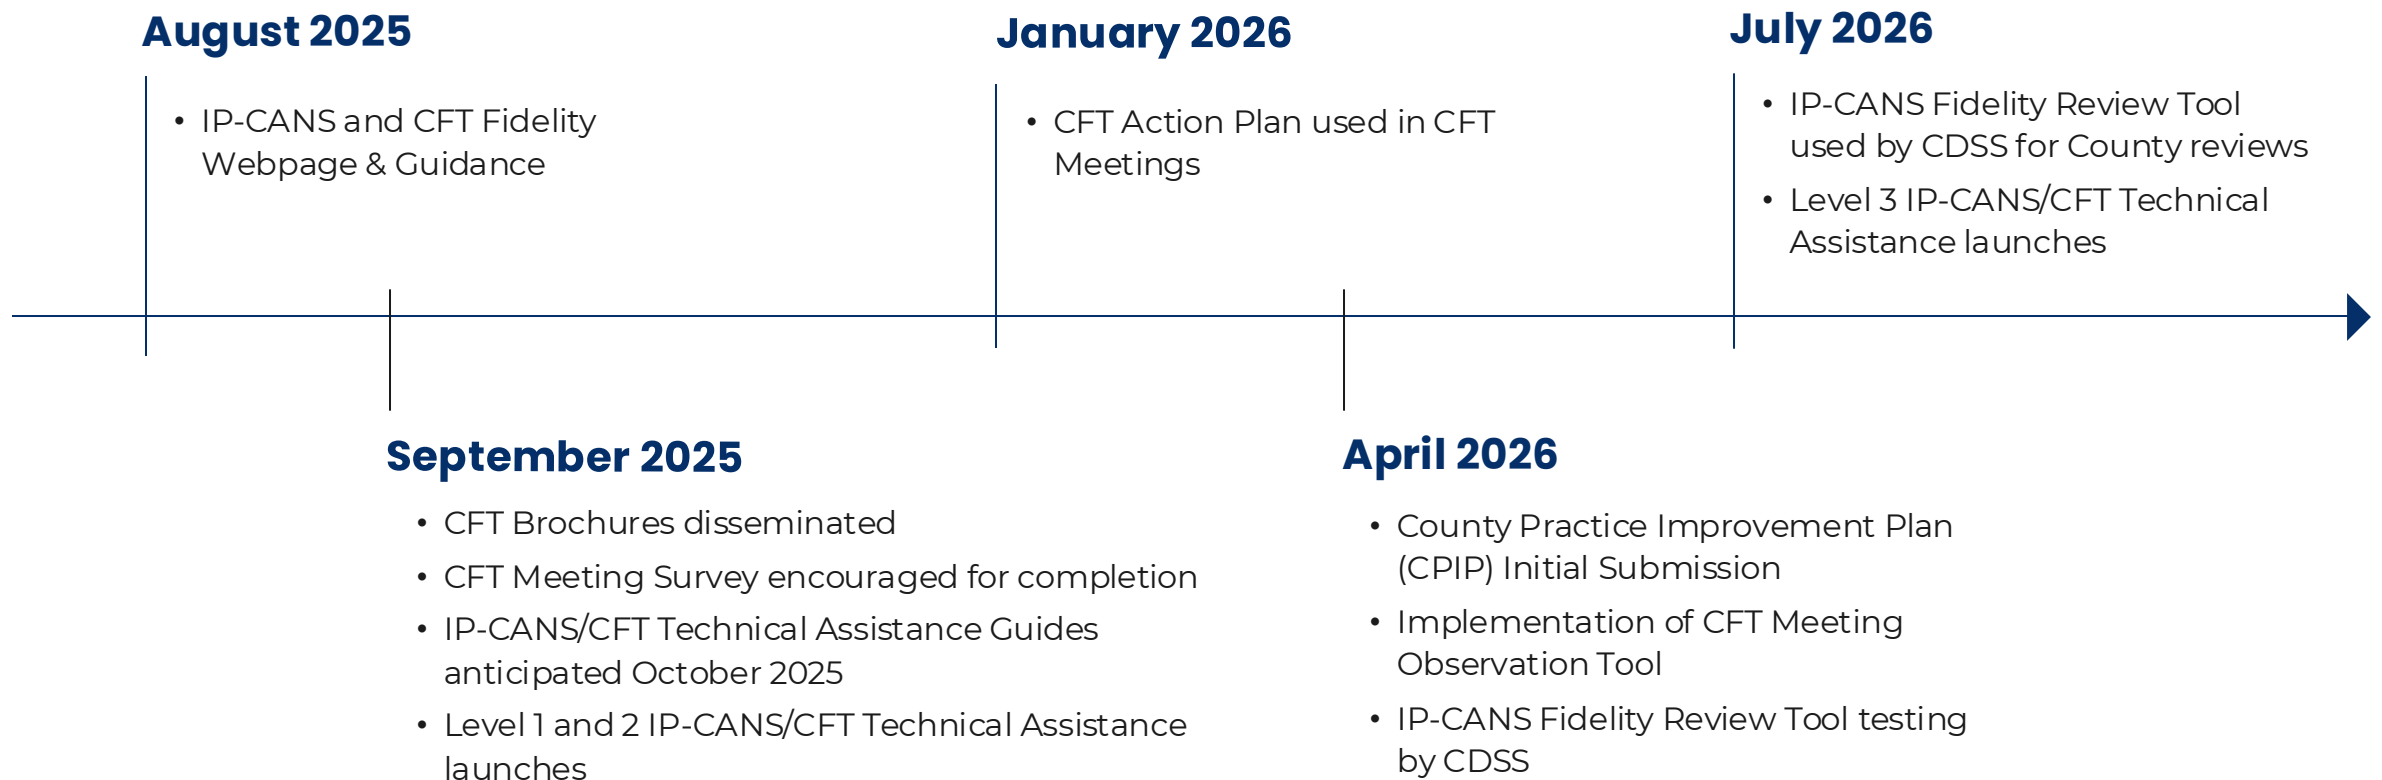 August 2025
• IP-CANS and CFT Fidelity
Webpage & Guidance
September 2025
• CFT Brochures disseminated
• CFT Meeting Survey encouraged for completion
• IP-CANS/CFT Technical Assistance Guides
anticipated October 2025
• Level 1 and 2 IP-CANS/CFT Technical Assistance
launches
January 2026
• CFT Action Plan used in CFT
Meetings
April 2026
• County Practice Improvement Plan
(CPIP) Initial Submission
• Implementation of CFT Meeting
Observation Tool
• IP-CANS Fidelity Review Tool testing
by CDSS
July 2026
• IP-CANS Fidelity Review Tool
used by CDSS for County reviews
• Level 3 IP-CANS/CFT Technical
Assistance launches